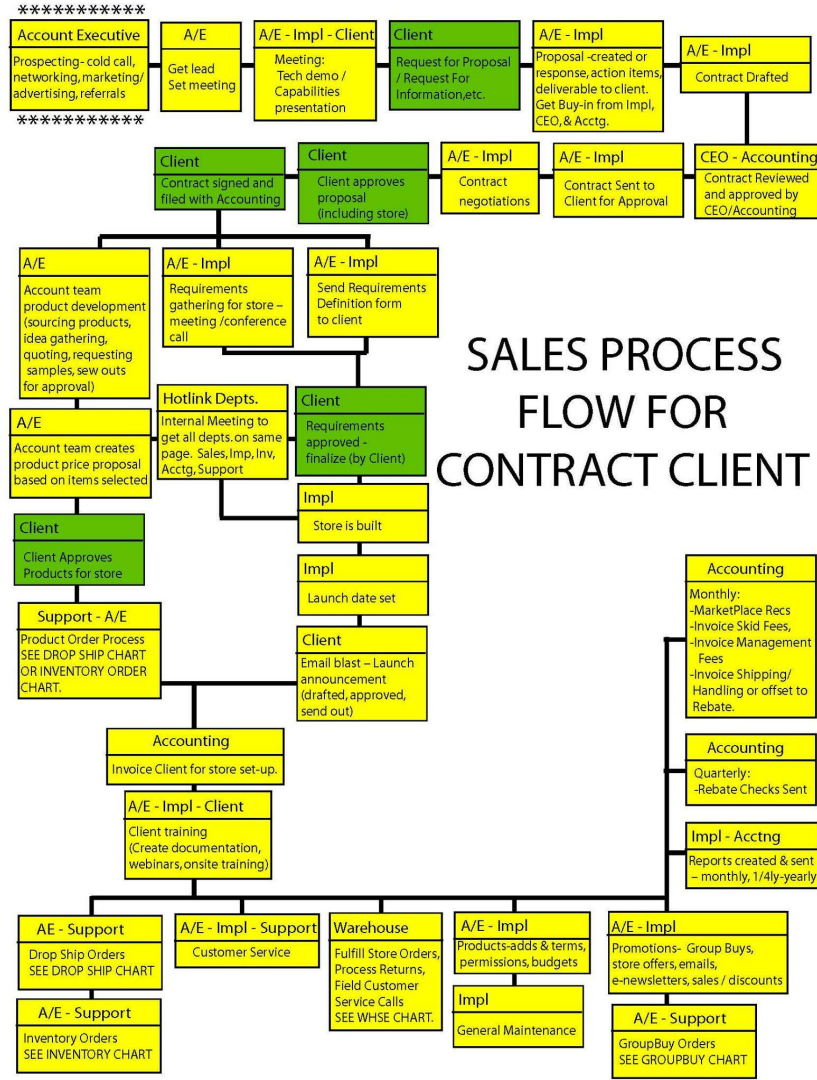 ***********
Account Executive
Prospecting- cold call,
networking, marketing/
advertising, referrals
***********
A/E
Get lead
Set meeting
A/E - Impl - Client
Meeting:
Tech demo /
Capabilities
presentation
Client
Request for Proposal
/ Request For
Information,etc.
A/E - Impl
Proposal -created or
response, action items,
deliverable to client.
Get Buy-in from Impl,
CEO, & Acctg.
A/E - Impl
Contract Drafted
CEO - Accounting
Contract Reviewed
and approved by
CEO/Accounting
A/E - Impl
Contract Sent to
Client for Approval
A/E - Impl
Contract
negotiations
Client
Client approves
proposal
(including store)
Client
Contract signed and
filed with Accounting
A/E
Account team
product development
(sourcing products,
idea gathering,
quoting, requesting
samples, sew outs
for approval)
A/E - Impl
Requirements
gathering for store –
meeting /conference
call
A/E - Impl
Send Requirements
Definition form
to client
SALES PROCESS
FLOW FOR
CONTRACT CLIENT
A/E
Account team creates
product price proposal
based on items selected
Hotlink Depts.
Internal Meeting to
get all depts. on same
page. Sales, Imp, Inv,
Acctg, Support
Client
Requirements
approved -
finalize (by Client)
Impl
Store is built
Client
Client Approves
Products for store
Impl
Launch date set
Support - A/E
Product Order Process
SEE DROP SHIP CHART
OR INVENTORY ORDER
CHART.
Client
Email blast – Launch
announcement
(drafted, approved,
send out)
Accounting
Monthly:
-MarketPlace Recs
-Invoice Skid Fees,
-Invoice Management
Fees
-Invoice Shipping/
Handling or offset to
Rebate.
Accounting
Invoice Client for store set-up.
Accounting
Quarterly:
-Rebate Checks Sent
A/E - Impl - Client
Client training
(Create documentation,
webinars, onsite training)
Impl - Acctng
Reports created & sent
– monthly, 1/4ly-yearly
AE - Support
Drop Ship Orders
SEE DROP SHIP CHART
A/E - Support
Inventory Orders
SEE INVENTORY CHART
A/E - Impl - Support
Customer Service
Warehouse
Fulfill Store Orders,
Process Returns,
Field Customer
Service Calls
SEE WHSE CHART.
A/E - Impl
Products-adds & terms,
permissions, budgets
Impl
General Maintenance
A/E - Impl
Promotions- Group Buys,
store offers, emails,
e-newsletters, sales / discounts
A/E - Support
GroupBuy Orders
SEE GROUPBUY CHART